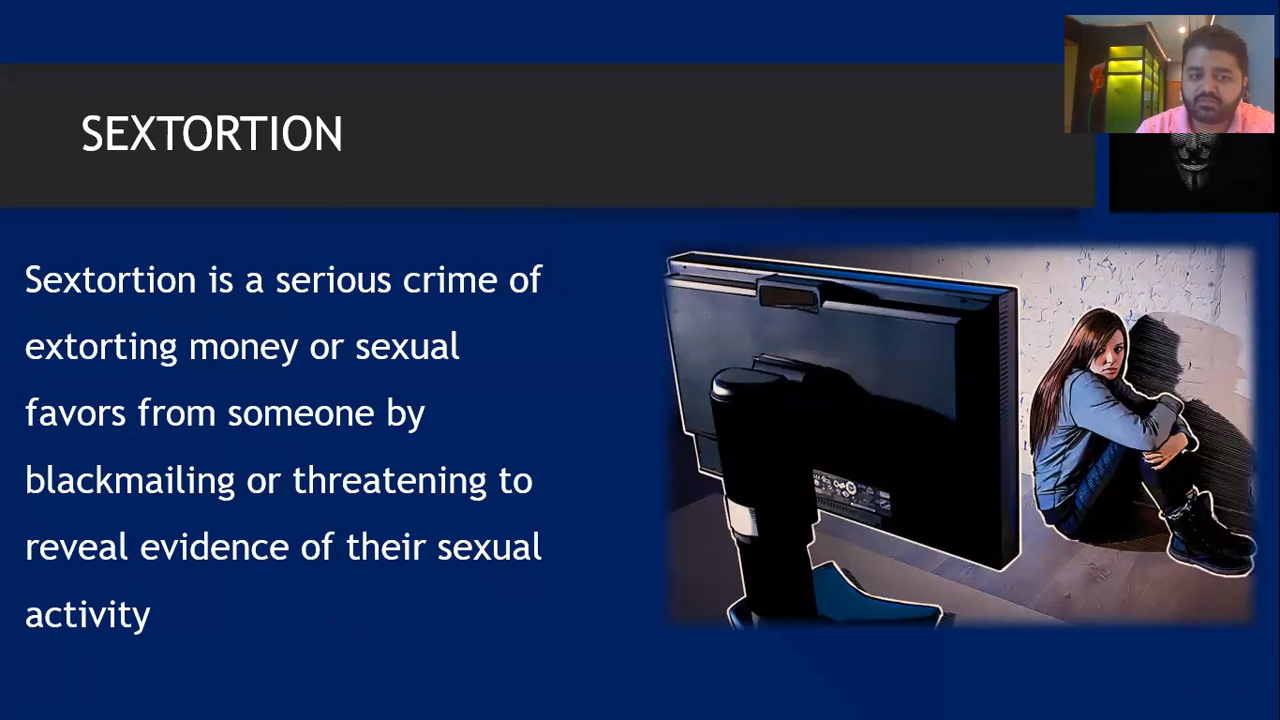 SEXTORTION
Sextortion is a serious crime of
extorting money or sexual
favors from someone by
blackmailing or threatening to
reveal evidence of their sexual
activity